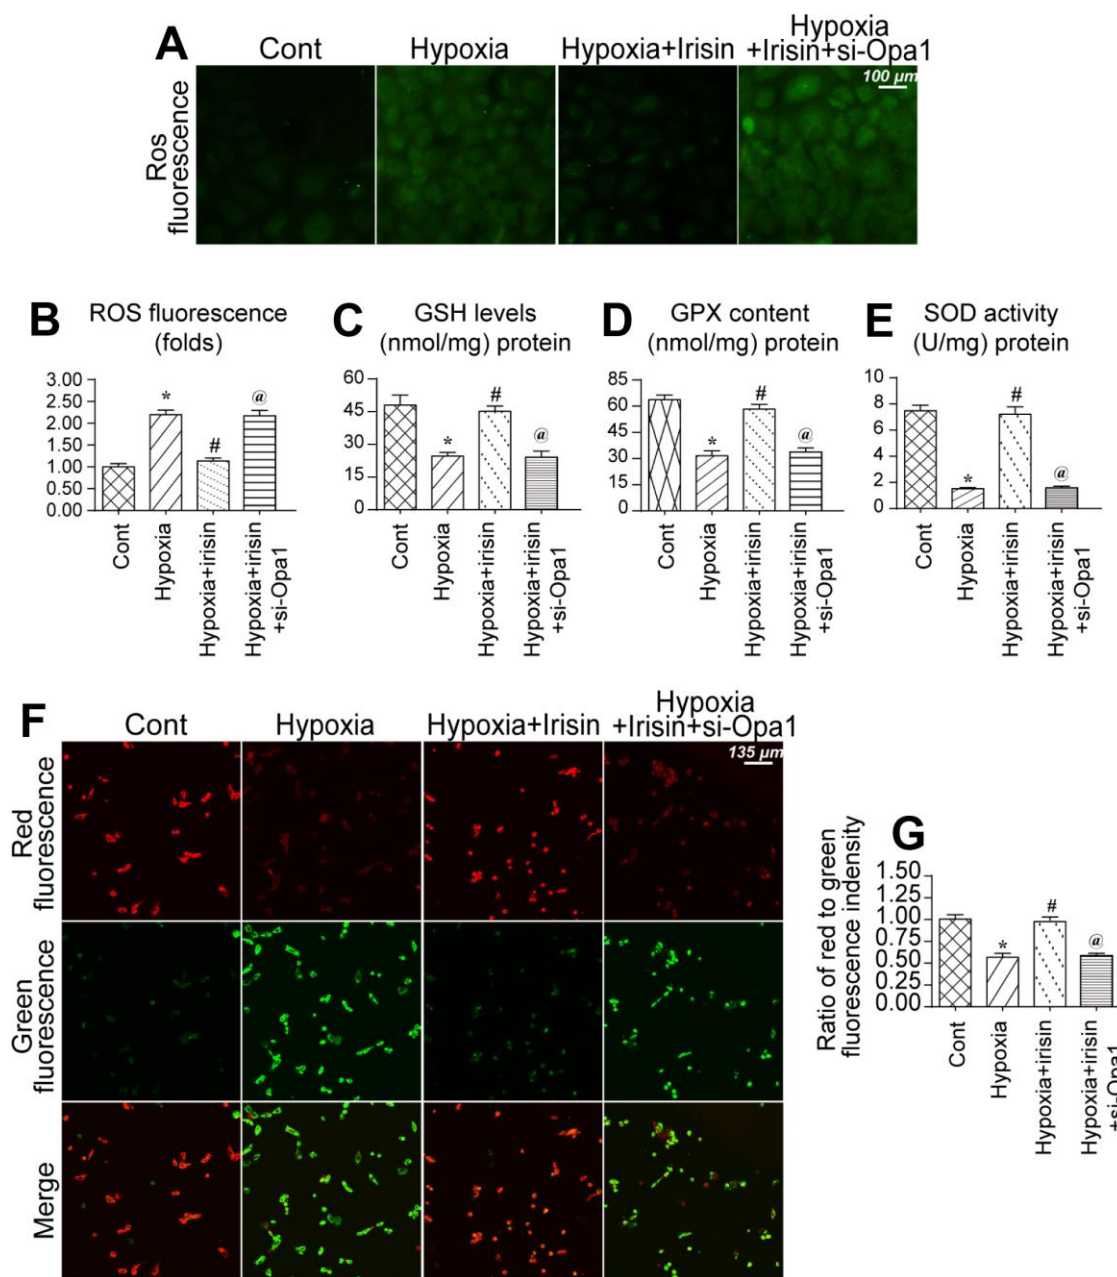 A
Cont
Hypoxia
Hypoxia+Irisin
Hypoxia
+Irisin+si-Opa1
100 µm
Ros
fluorescence
B
ROS fluorescence
(folds)
3.00
2.50
2.00
1.50
1.00
0.50
0.00
*
#
@
Cont
Hypoxia
Hypoxia+irisin
Hypoxia+irisin
+si-Opa1
C
GSH levels
(nmol/mg) protein
60
45
30
15
0
*
#
@
Cont
Hypoxia
Hypoxia+irisin
Hypoxia+irisin
+si-Opa1
D
GPX content
(nmol/mg) protein
85
60
45
30
15
0
*
#
@
Cont
Hypoxia
Hypoxia+irisin
Hypoxia+irisin
+si-Opa1
E
SOD activity
(U/mg) protein
8
6
4
2
0
*
#
@
Cont
Hypoxia
Hypoxia+irisin
Hypoxia+irisin
+si-Opa1
F
Cont
Hypoxia
Hypoxia+Irisin
Hypoxia
+Irisin+si-Opa1
135 µm
Red
fluorescence
Green
fluorescence
Merge
G
Ratio of red to green
fluorescence indensity
1.50
1.25
1.00
0.75
0.50
0.25
0.00
*
#
@
Cont
Hypoxia
Hypoxia+irisin
Hypoxia+irisin
+si-Opa1